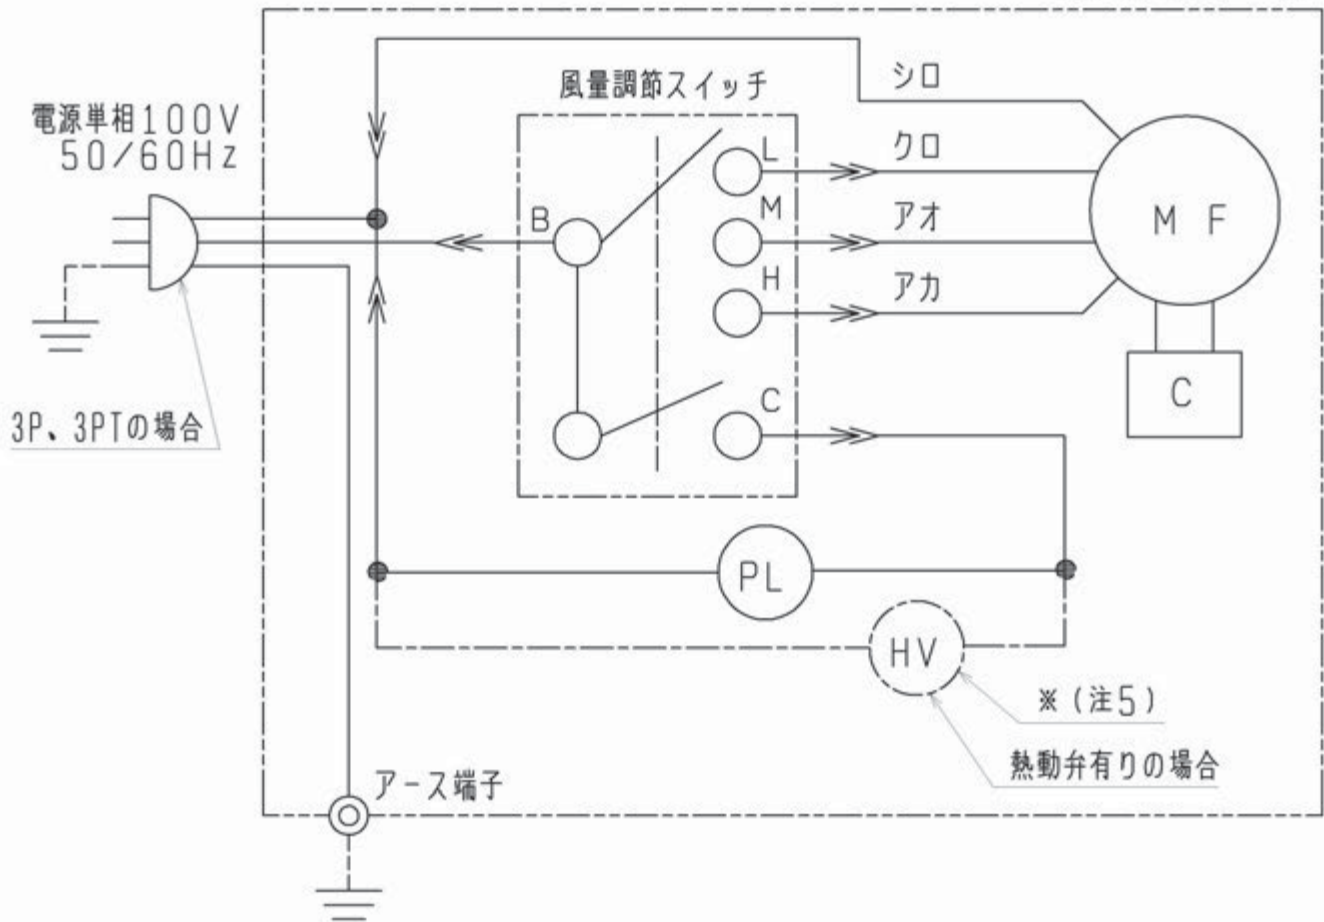 風量調節スイッチ
シロ
電源単相100V
50/60Hz
クロ
L
アオ
M
B
M F
アカ
H
C
C
3P、3PTの場合
PL
HV
※(注5)
熱動弁有りの場合
アース端子